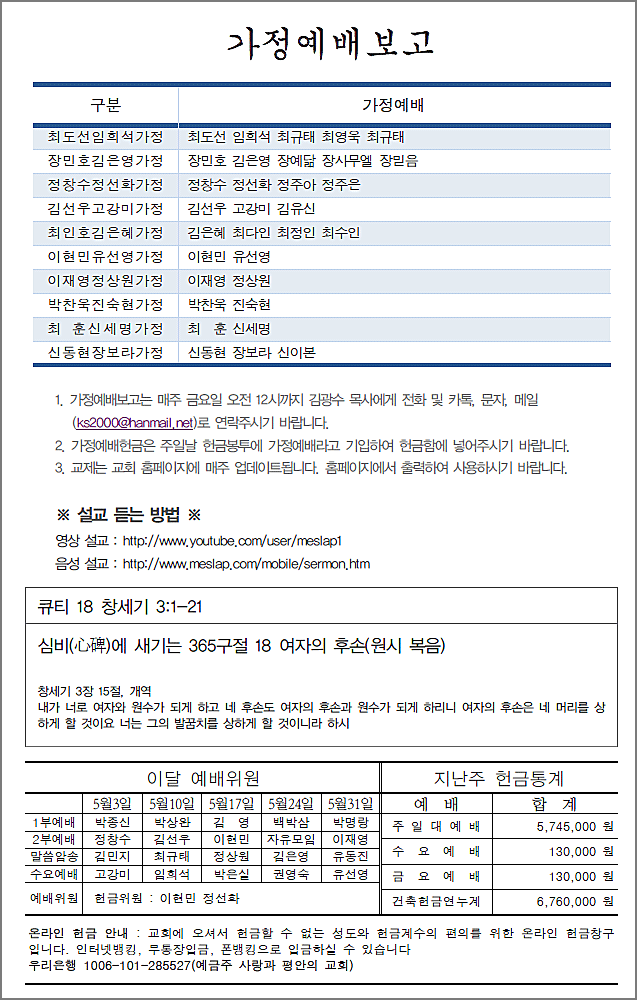 가정예배보고
구분 가정예배
최도선임희석가정 최도선 임희석 최규태 최영옥 최규태
장민호김은영가정 장민호 김은영 장예닮 장사무엘 장믿음
정창수정선화가정 정창수 정선화 정주아 정주은
김선우고강미가정 김선우 고강미 김유신
최인호김은혜가정 김은혜 최다인 최정인 최수인
이현민유선영가정 이현민 유선영
이재영정상원가정 이재영 정상원
박찬욱진숙현가정 박찬욱 진숙현
최 훈신세명가정 최 훈 신세명
신동현장보라가정 신동현 장보라 신이본
1. 가정예배보고는 매주 금요일 오전 12시까지 김광수 목사에게 전화 및 카톡, 문자, 메일
(ks2000@hanmail.net)로 연락주시기 바랍니다.
2. 가정예배헌금은 주일날 헌금봉투에 가정예배라고 기입하여 헌금함에 넣어주시기 바랍니다.
3. 교제는 교회 홈페이지에 매주 업데이트됩니다. 홈페이지에서 출력하여 사용하시기 바랍니다.
※ 설교 듣는 방법 ※
영상 설교 : http://www.youtube.com/user/meslap1
음성 설교 : http://www.meslap.com/mobile/sermon.htm
큐티 18 창세기 3:1-21
심비(心碑)에 새기는 365구절 18 여자의 후손(원시 복음)
창세기 3장 15절, 개역
내가 너로 여자와 원수가 되게 하고 네 후손도 여자의 후손과 원수가 되게 하리니 여자의 후손은 네 머리를 상
하게 할 것이요 너는 그의 발꿈치를 상하게 할 것이니라 하시
이달 예배위원
5월3일 5월10일 5월17일 5월24일 5월31일
1부예배 박종신 박상완 김 영 백박삼 박명랑
2부예배 정창수 김선우 이현민 자유모임 이재영
말씀암송 김민지 최규태 정상원 김은영 유동진
수요예배 고강미 임희석 박은실 권영숙 유선영
예배위원 헌금위원 : 이현민 정선화
지난주 헌금통계
예 배 합 계
주 일 대 예 배 5,745,000 원
수 요 예 배 130,000 원
금 요 예 배 130,000 원
건축헌금연누계 6,760,000 원
온라인 헌금 안내 : 교회에 오셔서 헌금할 수 없는 성도와 헌금계수의 편의를 위한 온라인 헌금창구
입니다. 인터넷뱅킹, 무통장입금, 폰뱅킹으로 입금하실 수 있습니다
우리은행 1006-101-285527(예금주 사랑과 평안의 교회)